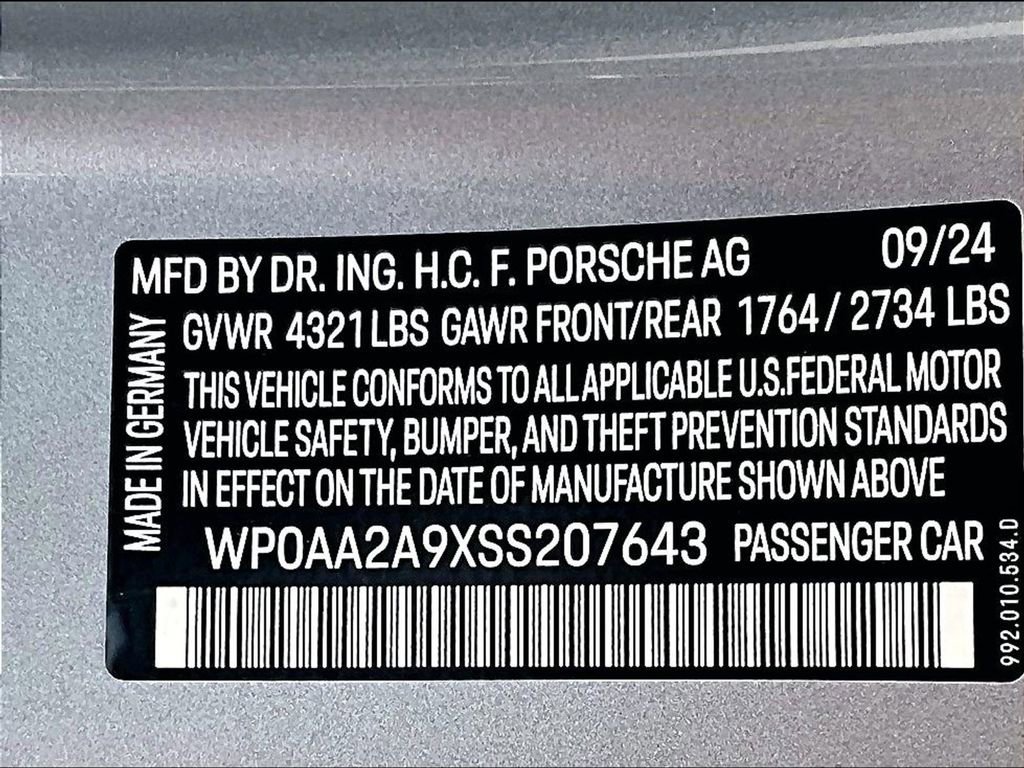 MFD BY DR. ING. H.C. F. PORSCHE AG 09/24
GVWR 4321 LBS GAWR FRONT/REAR 1764 / 2734 LBS
THIS VEHICLE CONFORMS TO ALL APPLICABLE U.S.FEDERAL MOTOR
VEHICLE SAFETY, BUMPER, AND THEFT PREVENTION STANDARDS
IN EFFECT ON THE DATE OF MANUFACTURE SHOWN ABOVE
WP0AA2A9XSS207643 PASSENGER CAR
MADE IN GERMANY
992.010.534.D